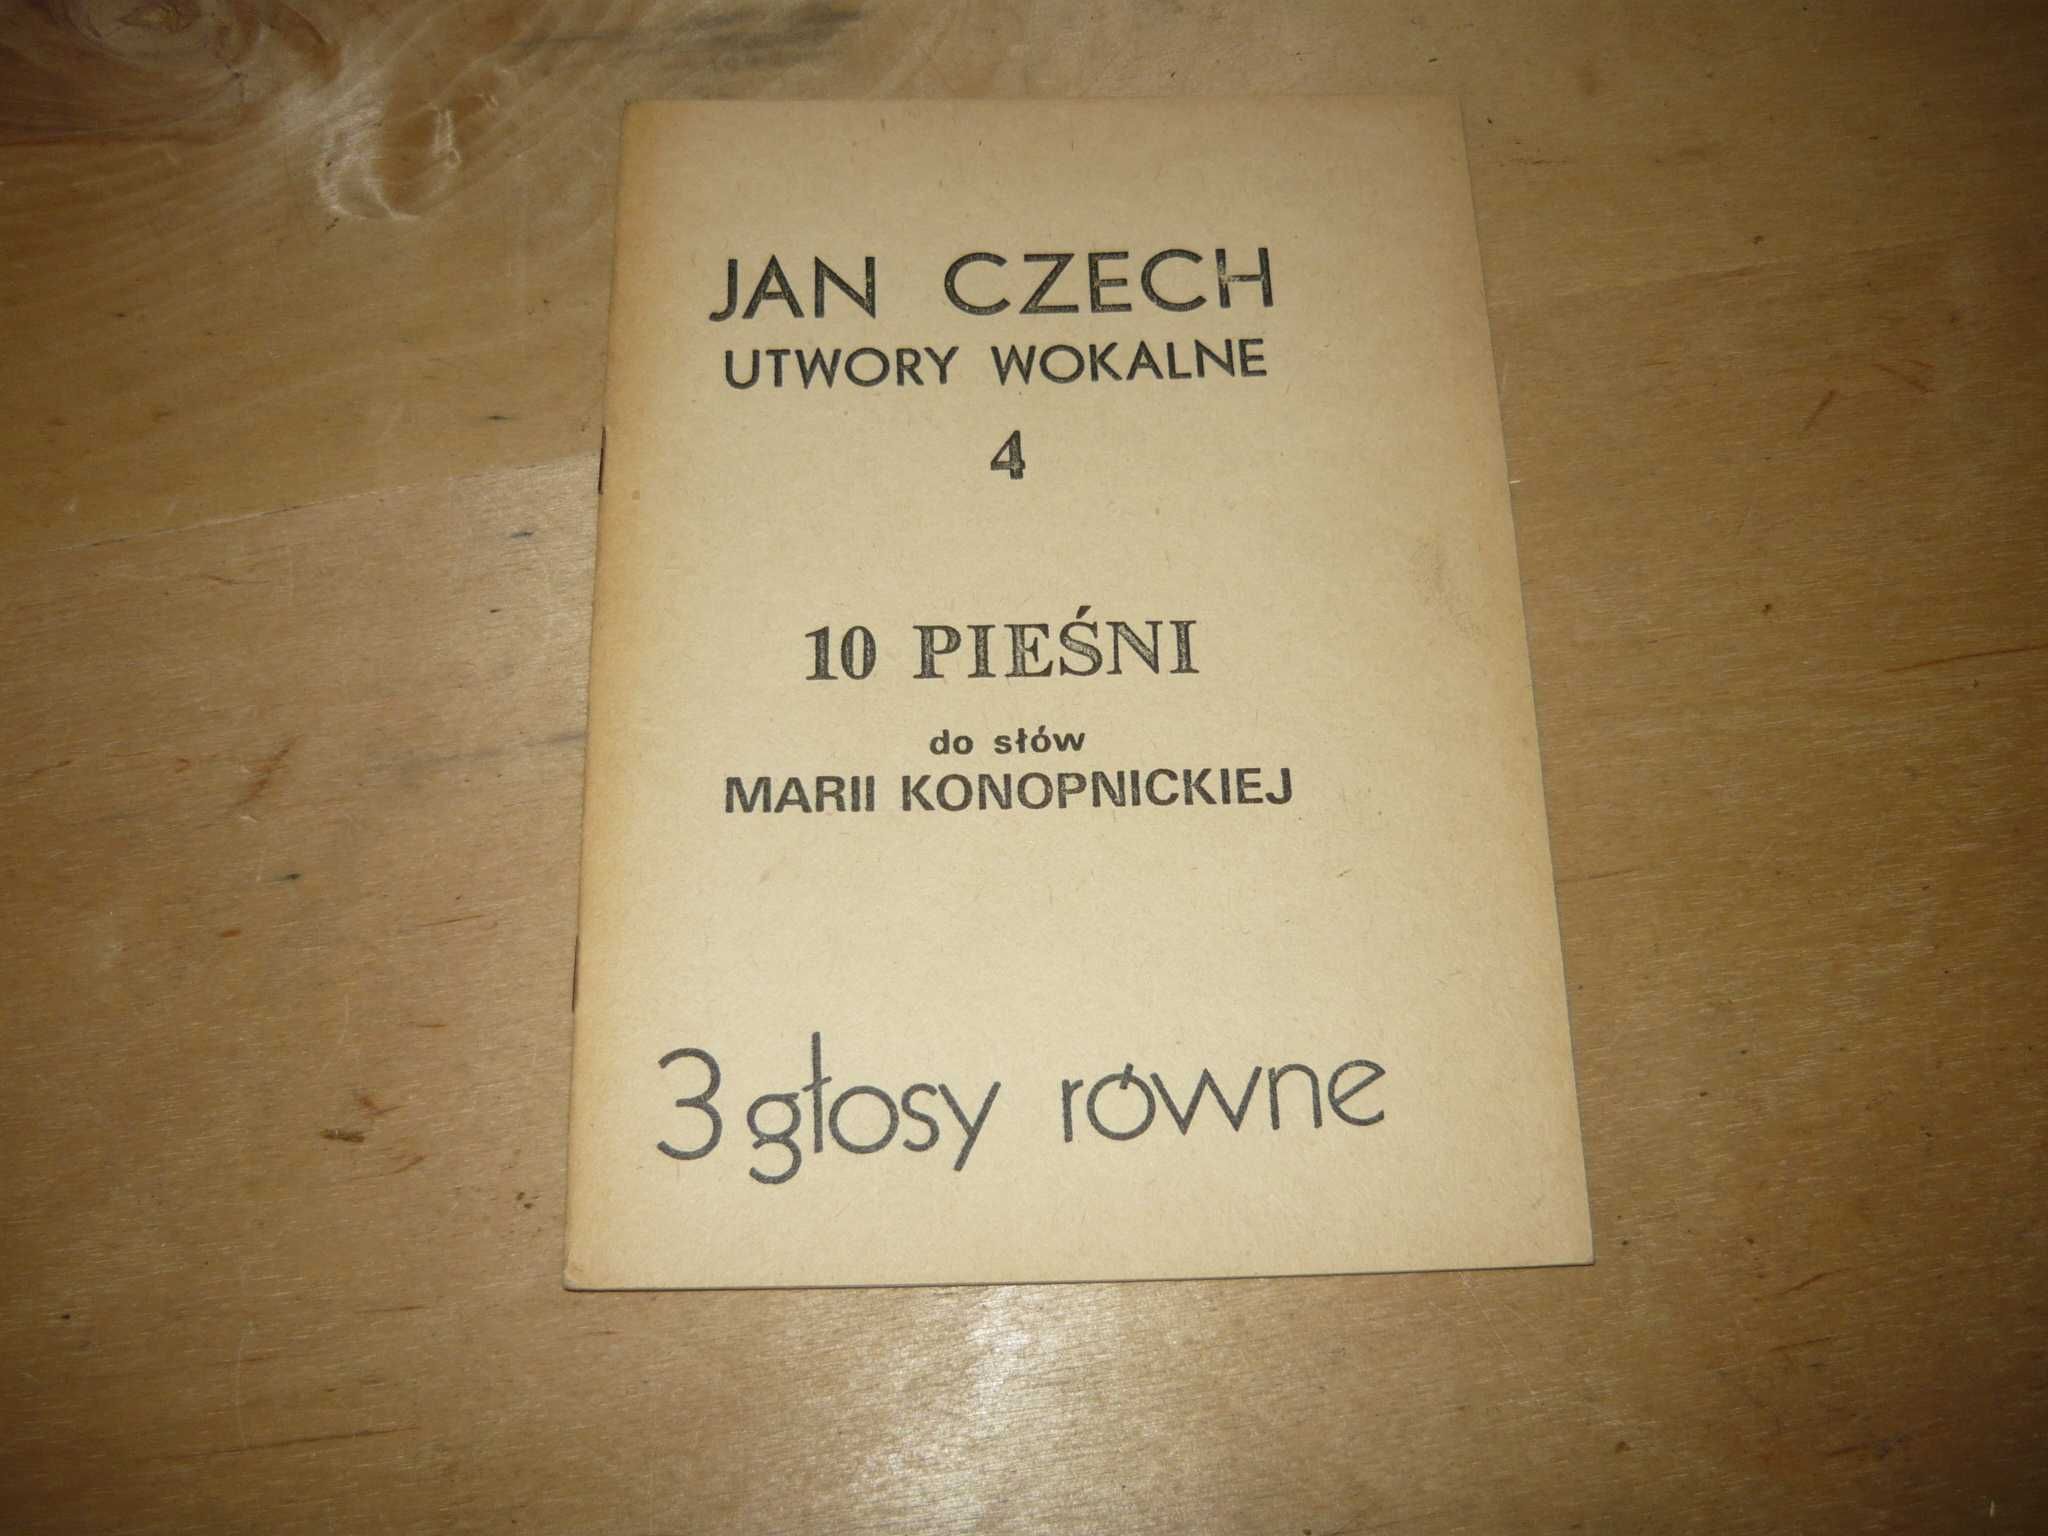 JAN CZECH
UTWORY WOKALNE
4
10 PIEŚNI
do słów
MARII KONOPNICKIEJ
3 głosy równe